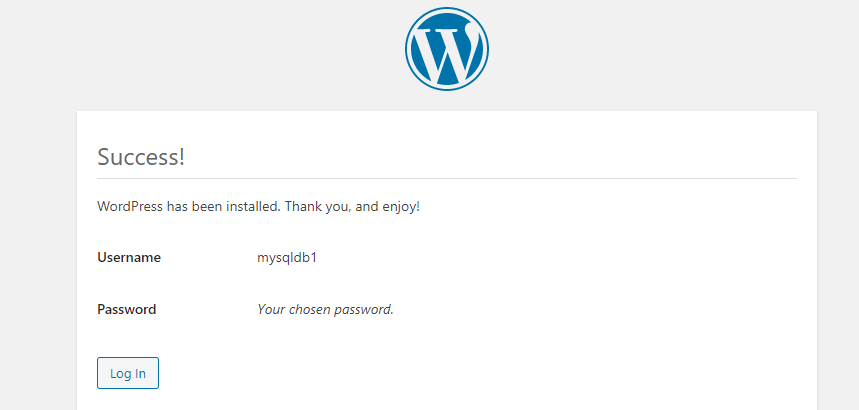 Success!
WordPress has been installed. Thank you, and enjoy!
Username mysqldb1
Password Your chosen password.
Log In